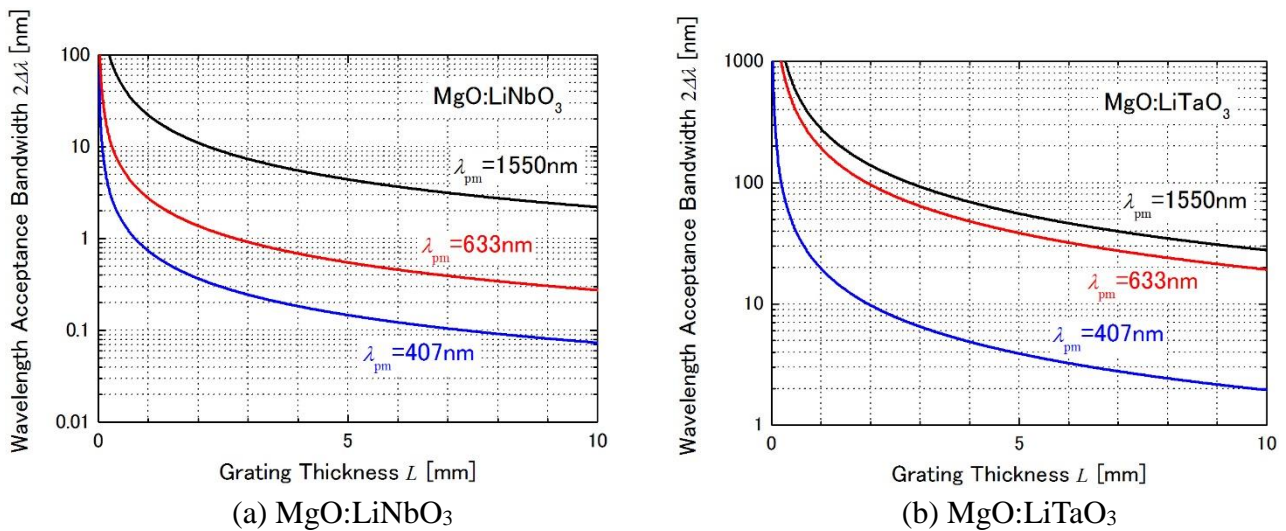 Wavelength Acceptance Bandwidth 2Δλ [nm]
100
10
1
0.1
0.01
MgO:LiNbO₃
λpm=1550nm
λpm=633nm
λpm=407nm
0
5
10
Grating Thickness L [mm]
(a) MgO:LiNbO₃
Wavelength Acceptance Bandwidth 2Δλ [nm]
1000
100
10
1
MgO:LiTaO₃
λpm=1550nm
λpm=633nm
λpm=407nm
0
5
10
Grating Thickness L [mm]
(b) MgO:LiTaO₃